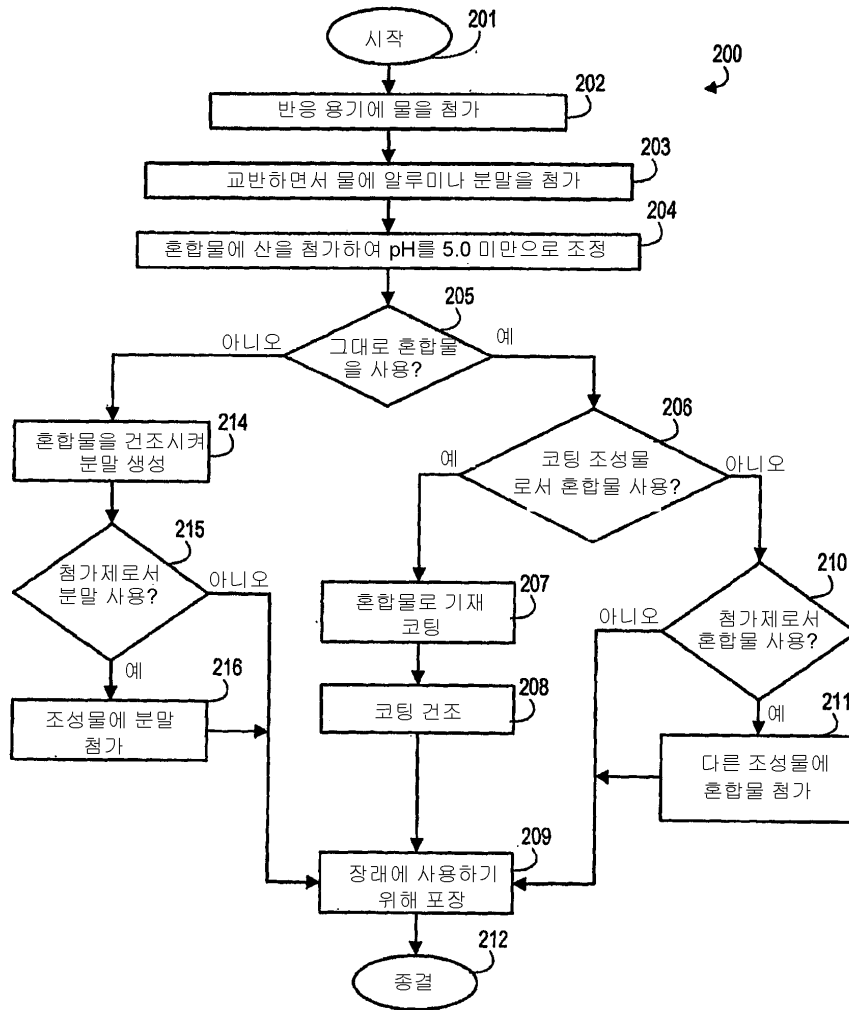 시작
201
200
반응 용기에 물을 첨가
202
교반하면서 물에 알루미나 분말을 첨가
203
혼합물에 산을 첨가하여 pH를 5.0 미만으로 조정
204
205
아니오
예
그대로 혼합물
을 사용?
혼합물을 건조시켜
분말 생성
214
206
예
코팅 조성물
로서 혼합물 사용?
아니오
215
첨가제로서
분말 사용?
아니오
예
혼합물로 기재
코팅
207
210
아니오
첨가제로서
혼합물 사용?
예
216
조성물에 분말
첨가
코팅 건조
208
211
다른 조성물에
혼합물 첨가
209
장래에 사용하기
위해 포장
212
종결